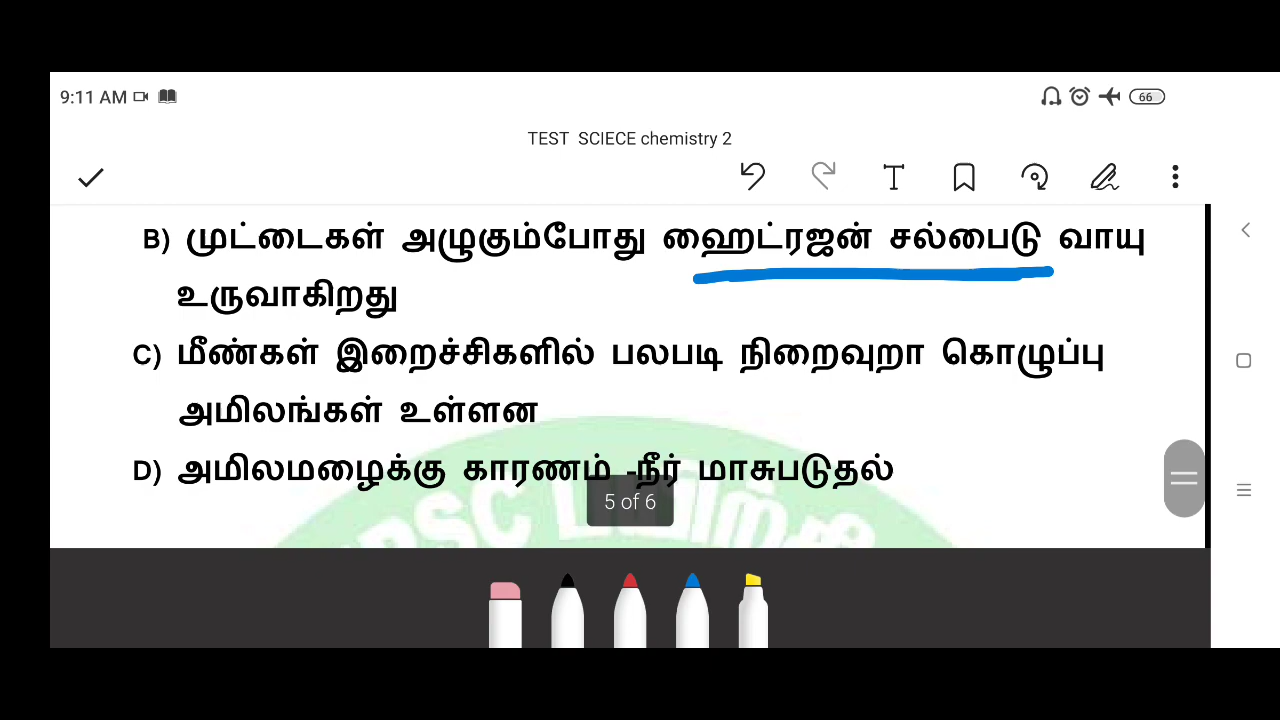 9:11 AM
66
TEST SCIECE chemistry 2
B) முட்டைகள் அழுகும்போது ஹைட்ரஜன் சல்பைடு வாயு
உருவாகிறது
C) மீண்கள் இறைச்சிகளில் பலபடி நிறைவுறா கொழுப்பு
அமிலங்கள் உள்ளன
D) அமிலமழைக்கு காரணம் -நீர் மாசுபடுதல்
5 of 6